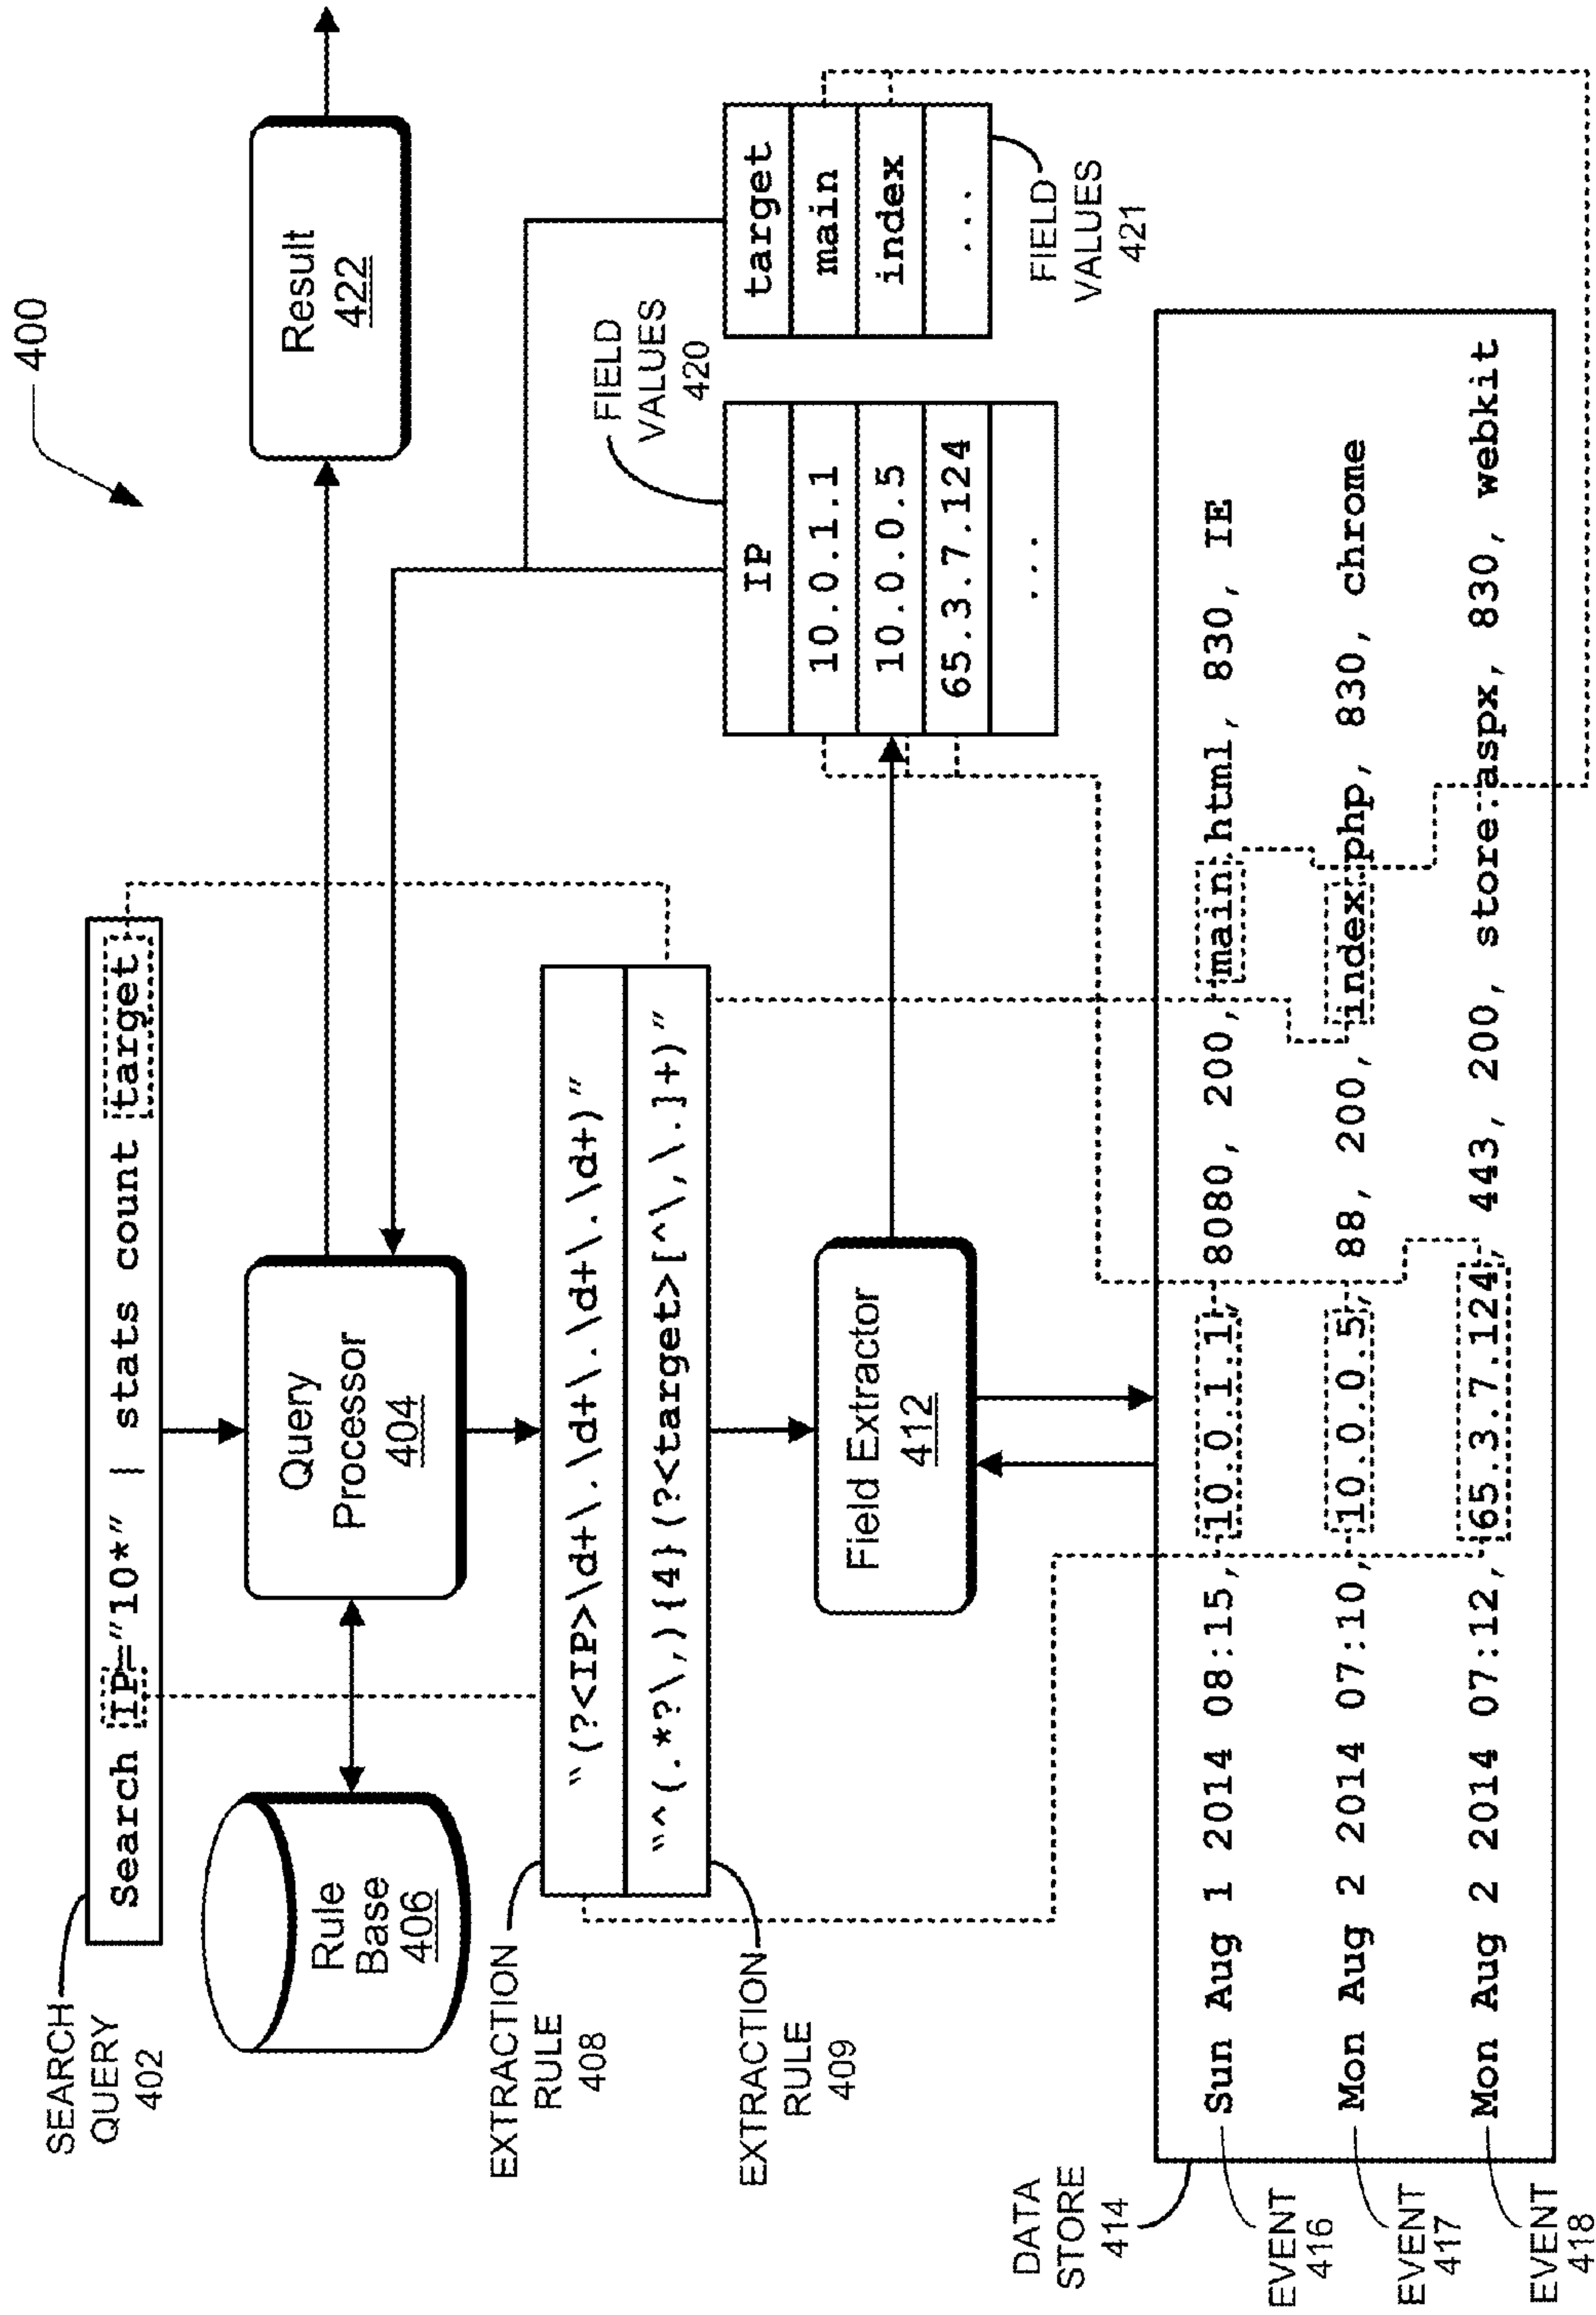 400
SEARCH
QUERY
402
Search IP="10*" | stats count target
Rule
Base
406
Query
Processor
404
Result
422
EXTRACTION
RULE
408
"(?<IP>\d+\.\d+\.\d+\.\d+)"
"^(.*?\,){4}(?<target>[^\,\.]+)"
EXTRACTION
RULE
409
FIELD
VALUES
420
IP
10.0.1.1
10.0.0.5
65.3.7.124
...
target
main
index
...
FIELD
VALUES
421
Field Extractor
412
DATA
STORE
414
Sun Aug 1 2014 08:15, 10.0.1.1, 8080, 200, main.html, 830, IE
EVENT
416
Mon Aug 2 2014 07:10, 10.0.0.5, 88, 200, index.php, 830, chrome
EVENT
417
Mon Aug 2 2014 07:12, 65.3.7.124, 443, 200, store.aspx, 830, webkit
EVENT
418